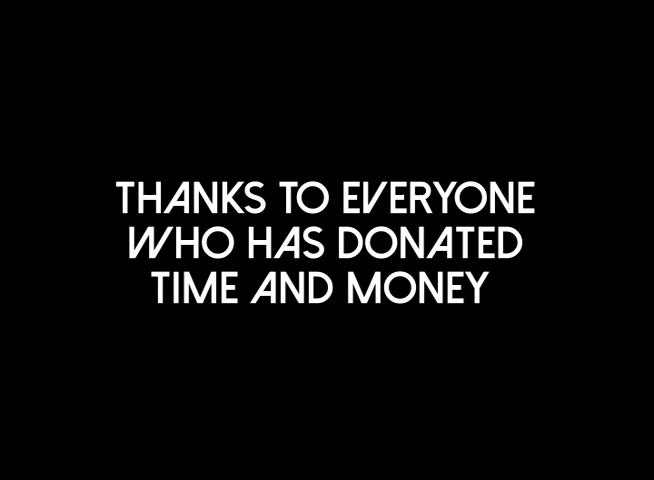 THANKS TO EVERYONE
WHO HAS DONATED
TIME AND MONEY